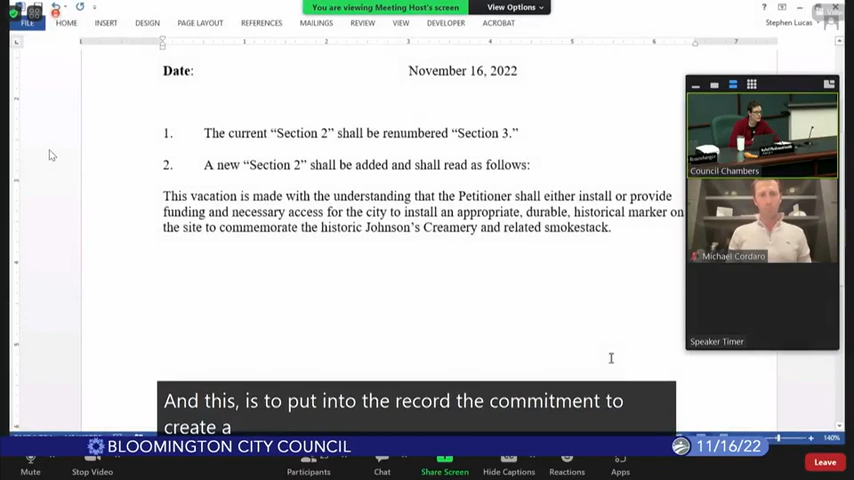 You are viewing Meeting Host's screen
View Options
FILE HOME INSERT DESIGN PAGE LAYOUT REFERENCES MAILINGS REVIEW VIEW DEVELOPER ACROBAT
Stephen Lucas
Date: November 16, 2022
1. The current “Section 2” shall be renumbered “Section 3.”
2. A new “Section 2” shall be added and shall read as follows:
This vacation is made with the understanding that the Petitioner shall either install or provide
funding and necessary access for the city to install an appropriate, durable, historical marker on
the site to commemorate the historic Johnson’s Creamery and related smokestack.
Council Chambers
Michael Cordaro
Speaker Timer
And this, is to put into the record the commitment to
create a
140%
BLOOMINGTON CITY COUNCIL
11/16/22
Mute Stop Video Participants Chat Share Screen Hide Captions Reactions Apps Leave